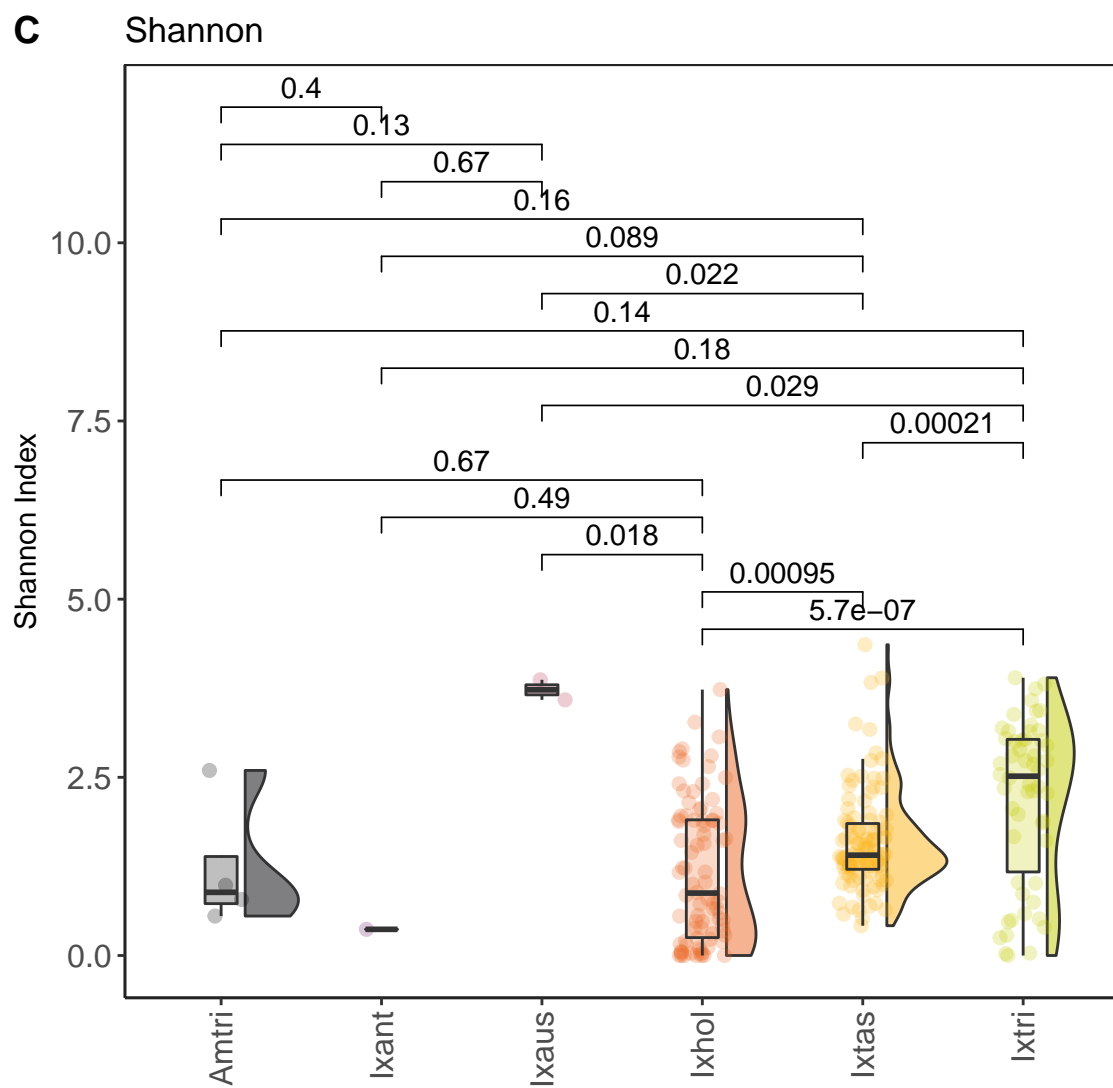 C Shannon
0.4
0.13
0.67
0.16
0.089
0.022
0.14
0.18
0.029
0.00021
0.67
0.49
0.018
0.00095
5.7e−07
10.0
7.5
5.0
2.5
0.0
Shannon Index
Amtri
Ixant
Ixaus
Ixhol
Ixtas
Ixtri